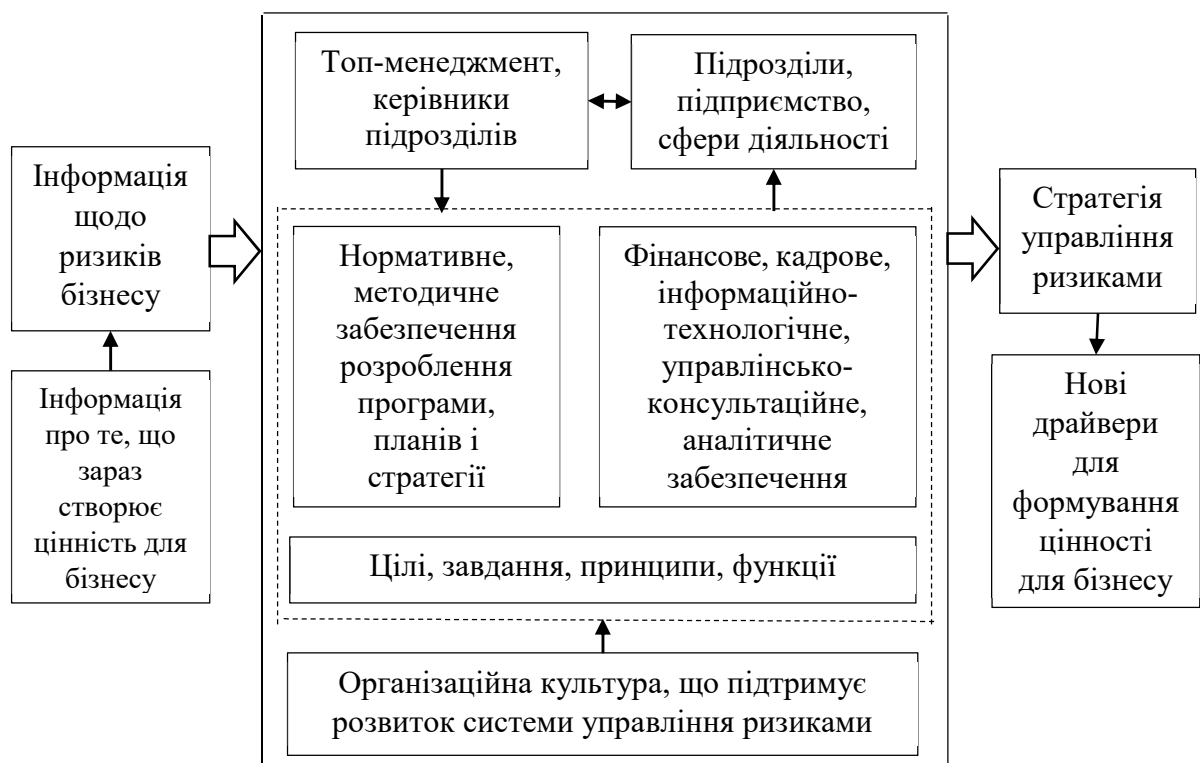 Інформація
щодо
ризиків
бізнесу
Інформація
про те, що
зараз
створює
цінність для
бізнесу
Топ-менеджмент,
керівники
підрозділів
Підрозділи,
підприємство,
сфери діяльності
Нормативне,
методичне
забезпечення
розроблення
програми,
планів і
стратегії
Фінансове, кадрове,
інформаційно-
технологічне,
управлінсько-
консультаційне,
аналітичне
забезпечення
Цілі, завдання, принципи, функції
Організаційна культура, що підтримує
розвиток системи управління ризиками
Стратегія
управління
ризиками
Нові
драйвери
для
формування
цінності
для бізнесу